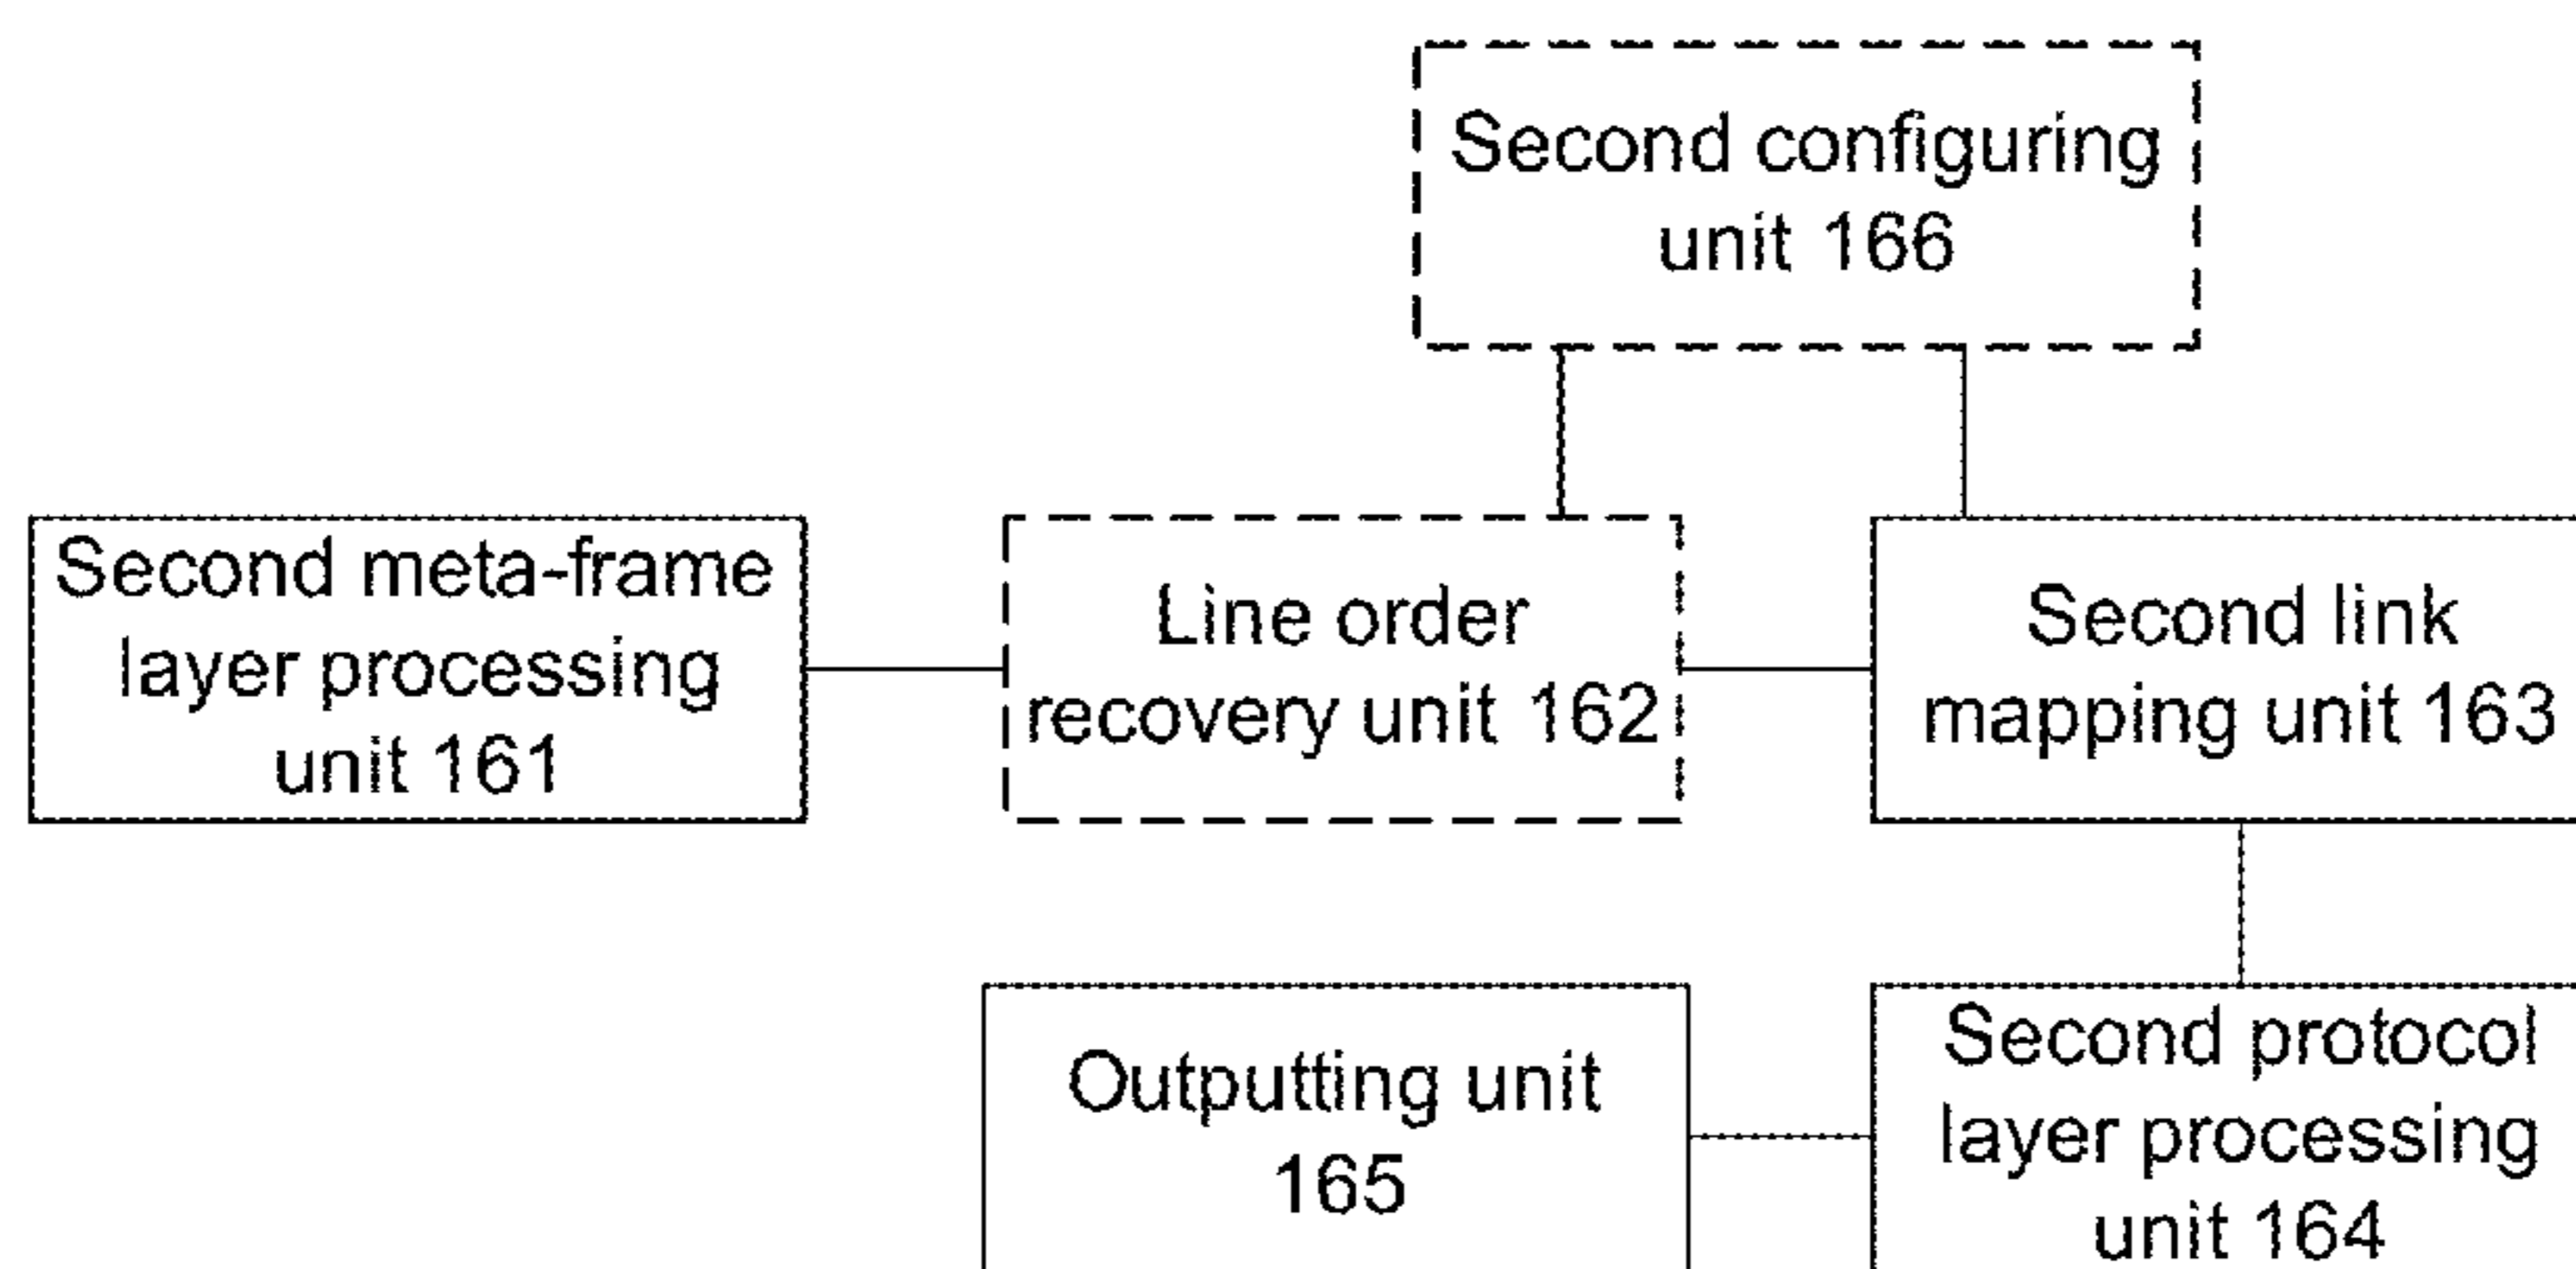 Second configuring
unit 166
Second meta-frame
layer processing
unit 161
Line order
recovery unit 162
Second link
mapping unit 163
Outputting unit
165
Second protocol
layer processing
unit 164